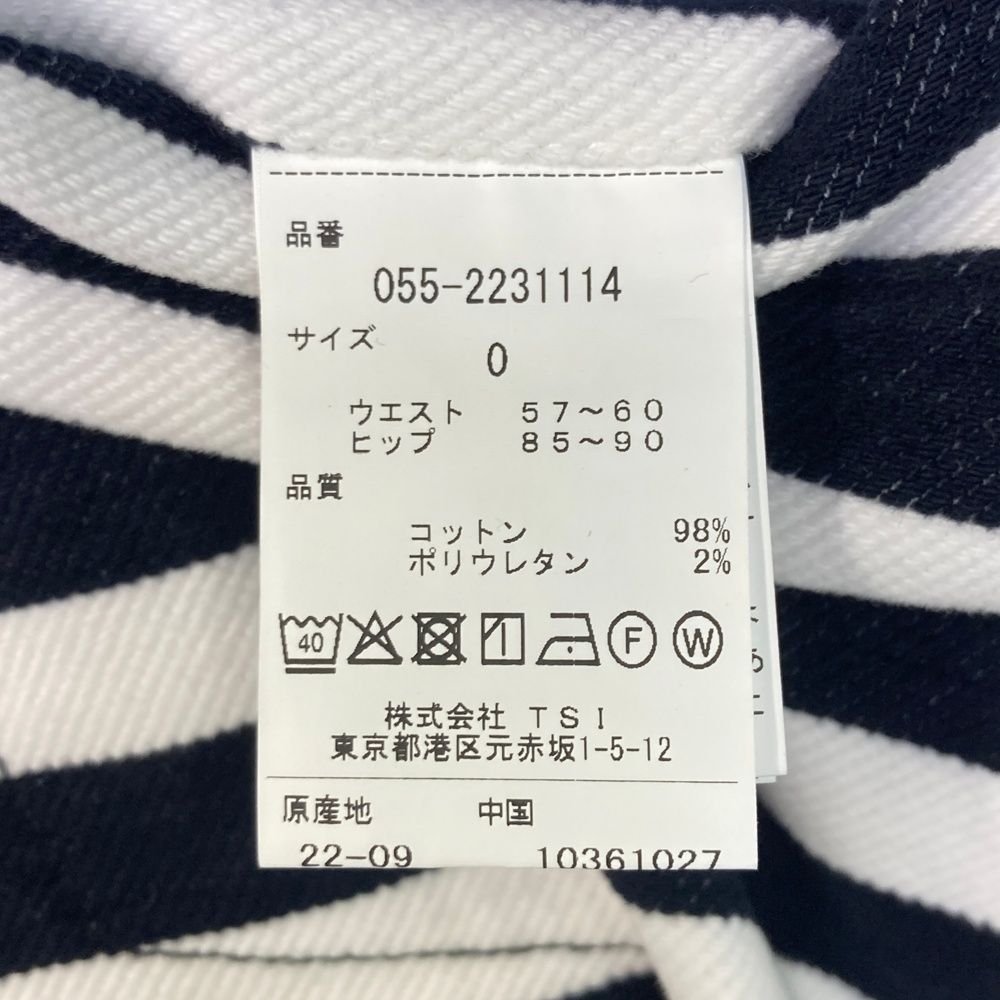 品番
055-2231114
サイズ
0
ウエスト 57～60
ヒップ 85～90
品質
コットン 98%
ポリウレタン 2%
40 F W
株式会社 TSI
東京都港区元赤坂1-5-12
原産地 中国
22-09 10361027